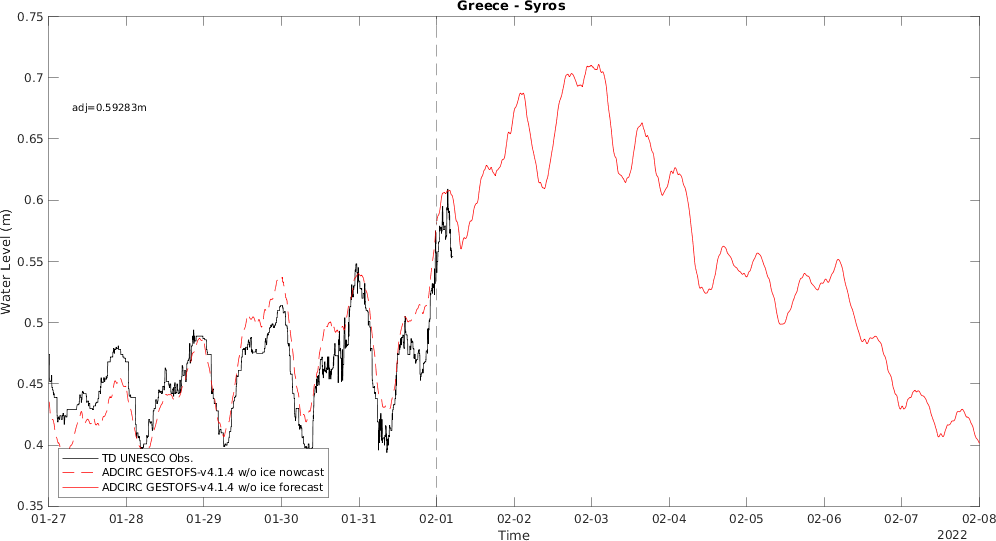 Greece - Syros
0.75
0.7
0.65
0.6
0.55
0.5
0.45
0.4
0.35
Water Level (m)
adj=0.59283m
TD UNESCO Obs.
ADCIRC GESTOFS-v4.1.4 w/o ice nowcast
ADCIRC GESTOFS-v4.1.4 w/o ice forecast
01-27 01-28 01-29 01-30 01-31 02-01 02-02 02-03 02-04 02-05 02-06 02-07 02-08
Time
2022